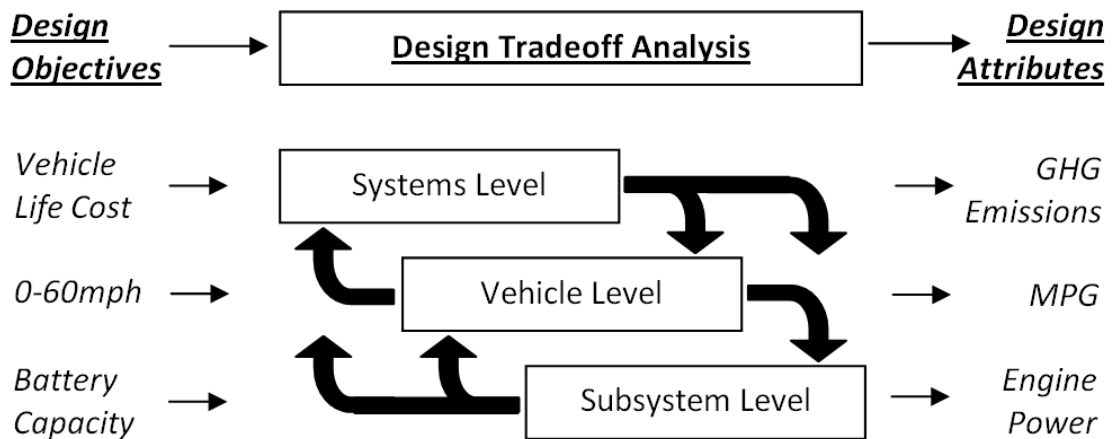 Design
Objectives
Design Tradeoff Analysis
Design
Attributes
Vehicle
Life Cost
Systems Level
GHG
Emissions
0-60mph
Vehicle Level
MPG
Battery
Capacity
Subsystem Level
Engine
Power